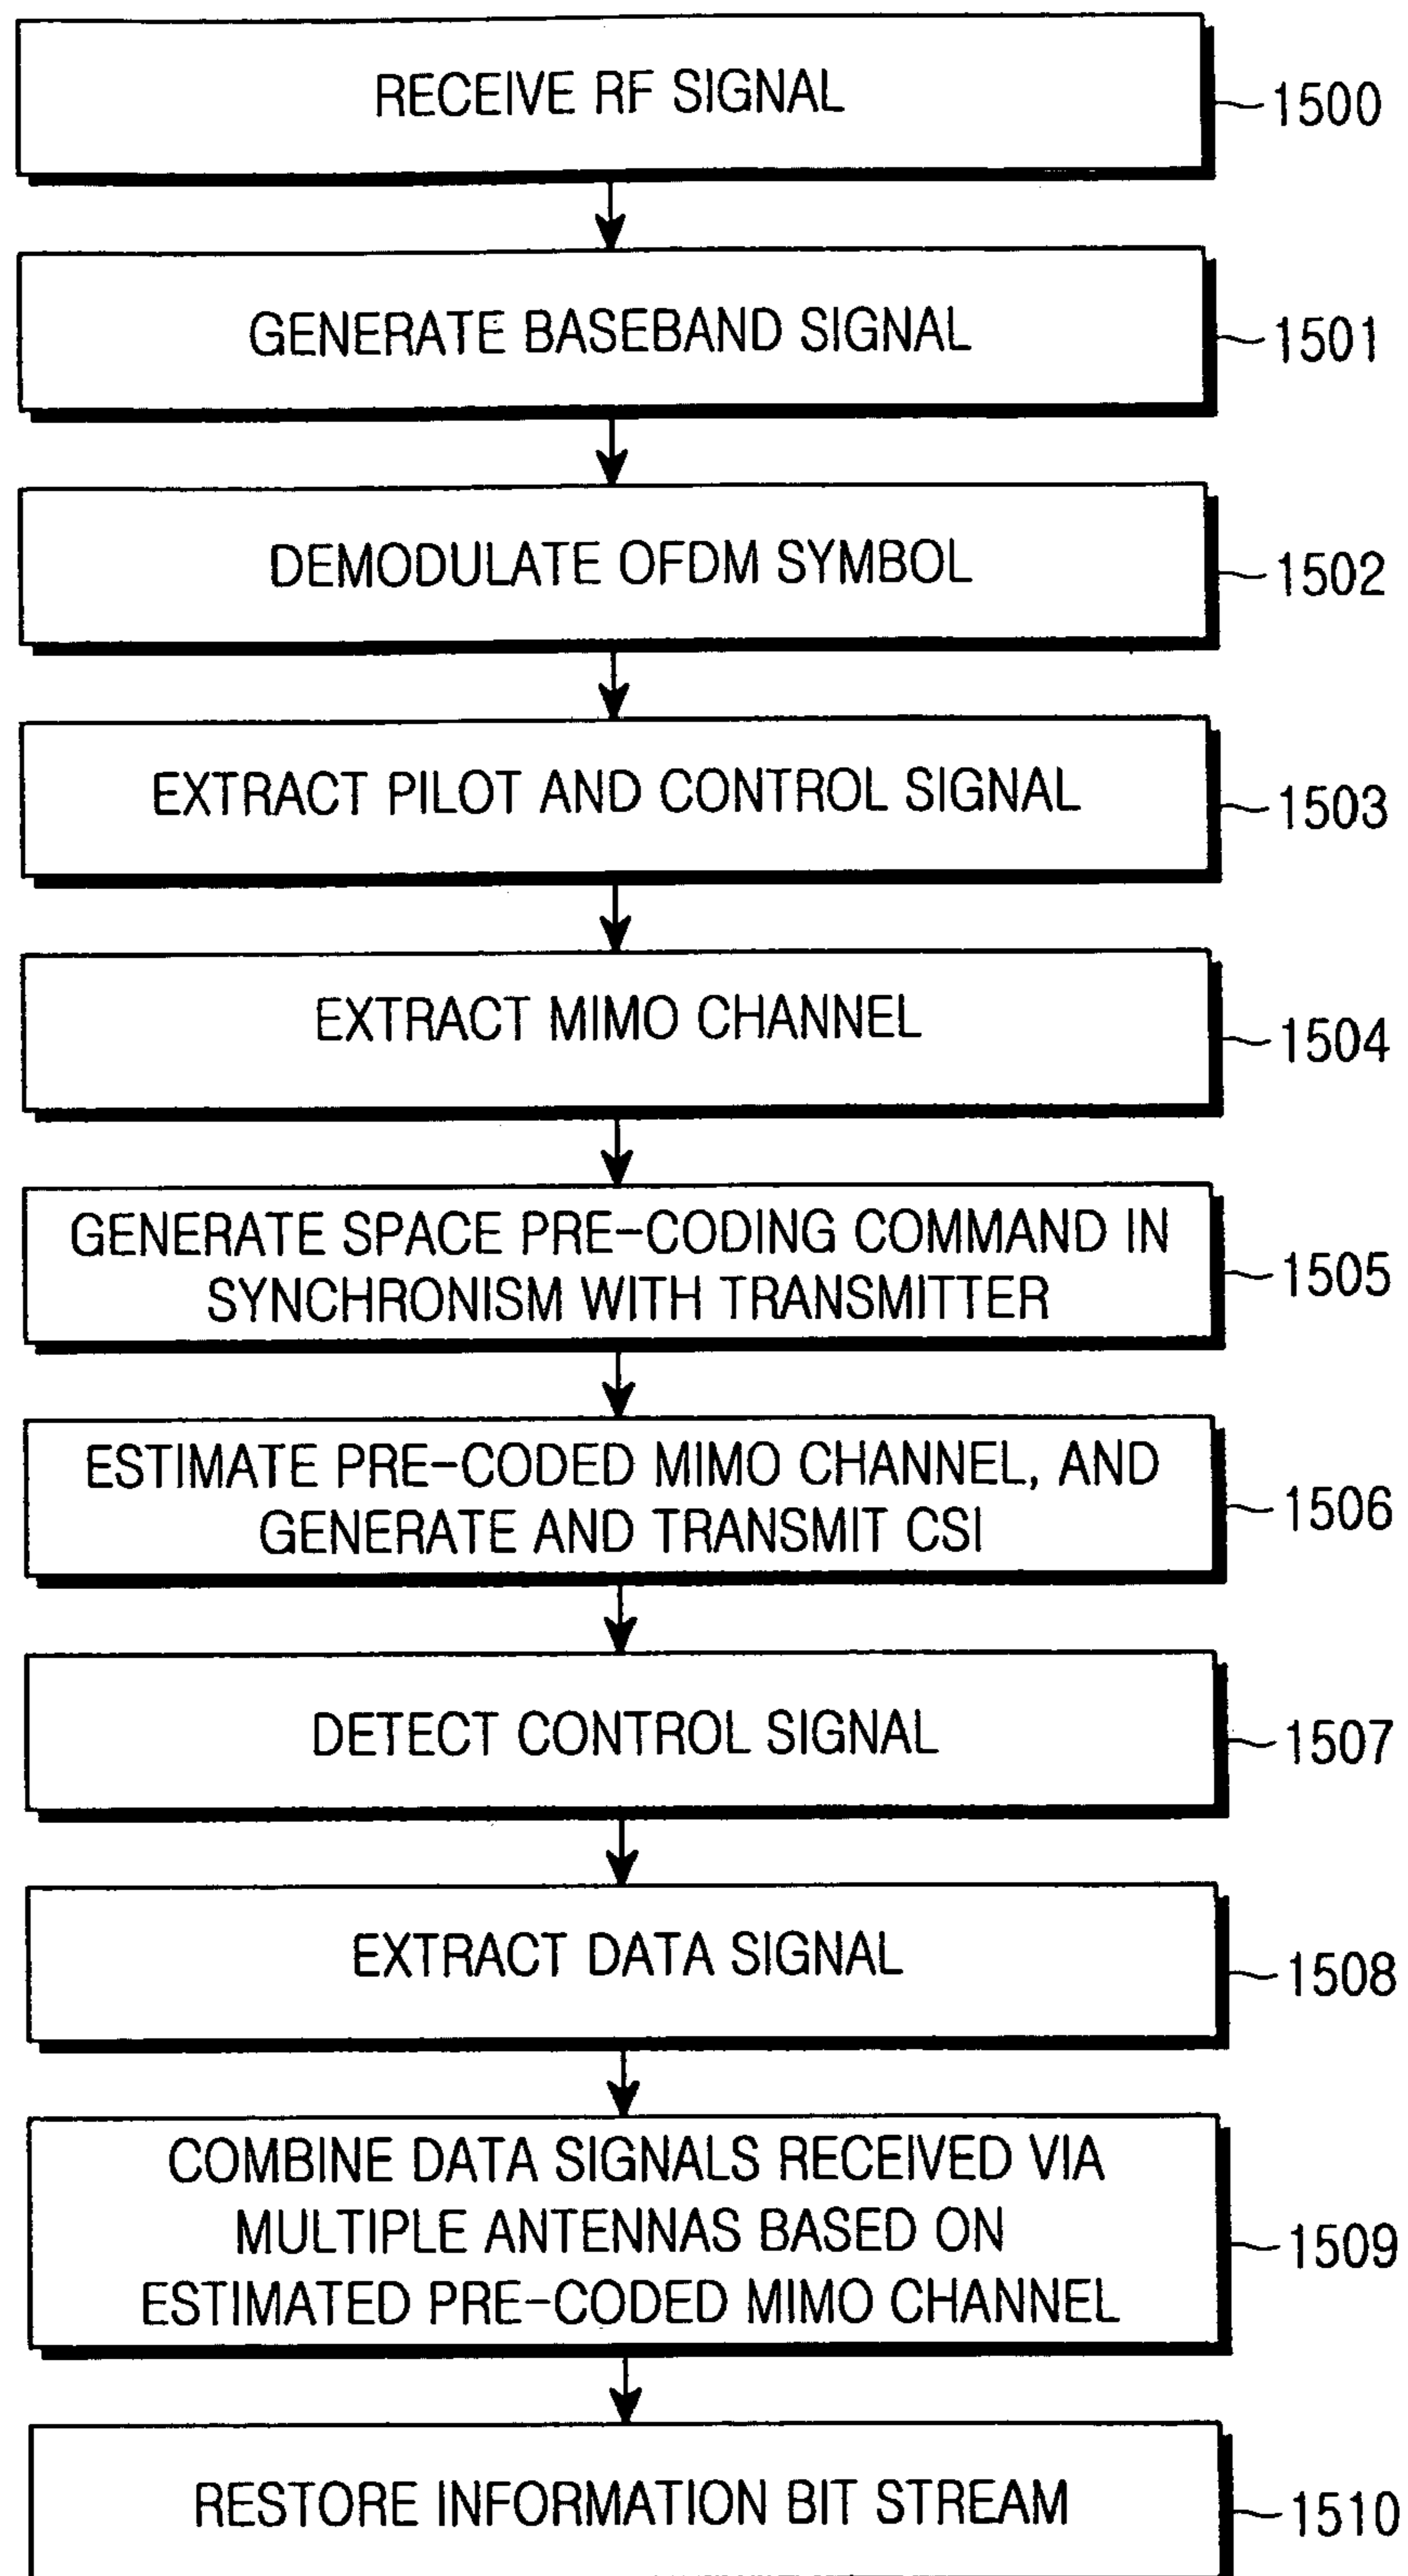 RECEIVE RF SIGNAL
1500
GENERATE BASEBAND SIGNAL
1501
DEMODULATE OFDM SYMBOL
1502
EXTRACT PILOT AND CONTROL SIGNAL
1503
EXTRACT MIMO CHANNEL
1504
GENERATE SPACE PRE-CODING COMMAND IN
SYNCHRONISM WITH TRANSMITTER
1505
ESTIMATE PRE-CODED MIMO CHANNEL, AND
GENERATE AND TRANSMIT CSI
1506
DETECT CONTROL SIGNAL
1507
EXTRACT DATA SIGNAL
1508
COMBINE DATA SIGNALS RECEIVED VIA
MULTIPLE ANTENNAS BASED ON
ESTIMATED PRE-CODED MIMO CHANNEL
1509
RESTORE INFORMATION BIT STREAM
1510